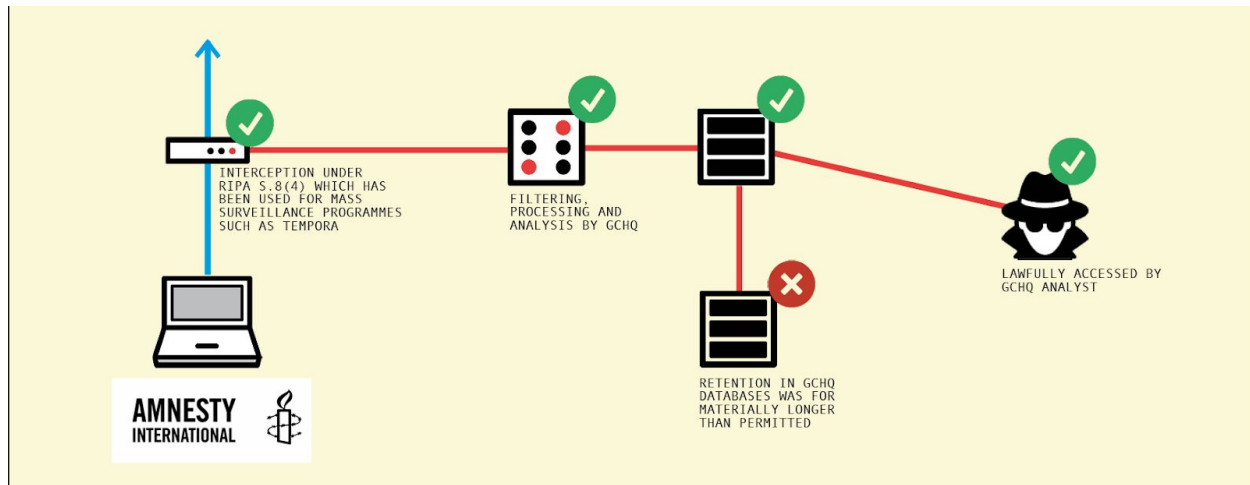 INTERCEPTION UNDER
RIPA S.8(4) WHICH HAS
BEEN USED FOR MASS
SURVEILLANCE PROGRAMMES
SUCH AS TEMPORA
FILTERING,
PROCESSING AND
ANALYSIS BY GCHQ
LAWFULLY ACCESSED BY
GCHQ ANALYST
RETENTION IN GCHQ
DATABASES WAS FOR
MATERIALLY LONGER
THAN PERMITTED
AMNESTY
INTERNATIONAL